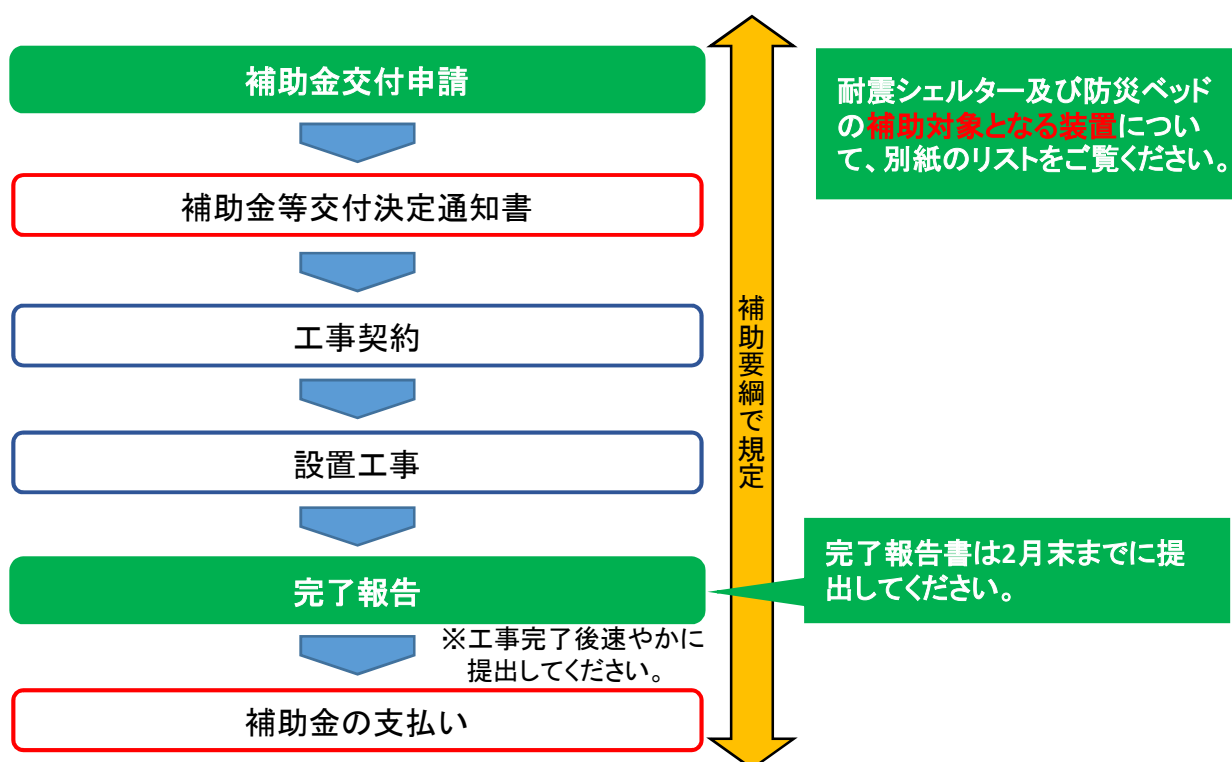 補助金交付申請
耐震シェルター及び防災ベッド
の補助対象となる装置につい
て、別紙のリストをご覧ください。
補助金等交付決定通知書
工事契約
補助要綱で規定
設置工事
完了報告
完了報告書は2月末までに提
出してください。
※工事完了後速やかに
提出してください。
補助金の支払い